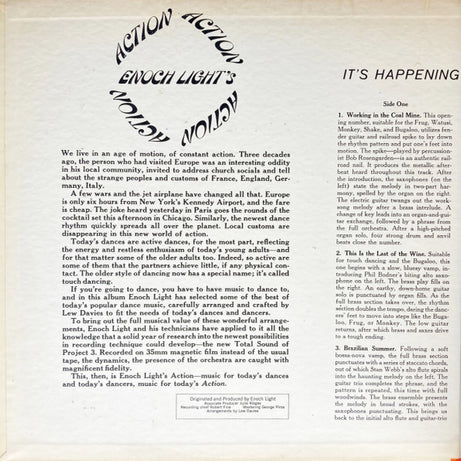 ACTION
ACTION
ENOCH LIGHT'S
ACTION
ACTION
We live in an age of motion, of constant action. Three decades
ago, the person who had visited Europe was an interesting oddity
in his local community, invited to address church socials and tell
about the strange peoples and customs of France, England, Ger-
many, Italy.
A few wars and the jet airplane have changed all that. Europe
is only six hours from New York's Kennedy Airport, and the fare
is cheap. The joke heard yesterday in Paris goes the rounds of the
cocktail set this afternoon in Chicago. Similarly, the newest dance
rhythm quickly spreads all over the planet. Local customs are
disappearing in this new world of action.
Today's dances are active dances, for the most part, reflecting
the energy and restless enthusiasm of today's young adults—and
for that matter some of the older adults too. Indeed, so active are
some of them that the partners achieve little, if any physical con-
tact. The older style of dancing now has a special name; it's called
touch dancing.
If you're going to dance, you have to have music to dance to,
and in this album Enoch Light has selected some of the best of
today's popular dance music, carefully arranged and crafted by
Lew Davies to fit the needs of today's dances and dancers.
To bring out the full musical value of these wonderful arrange-
ments, Enoch Light and his technicians have applied to it all the
knowledge that a solid year of research into the newest possibilities
in recording technique could develop—the new Total Sound of
Project 3. Recorded on 35mm magnetic film instead of the usual
tape, the dynamics, the presence of the orchestra are caught with
magnificent fidelity.
This, then, is Enoch Light's Action—music for today's dances
and today's dancers, music for today's Action.
Originated and Produced by Enoch Light
Associate Producer Julie Klages
Recording chief Robert Fine Mastering George Piros
Arrangements by Lew Davies
IT'S HAPPENING
Side One
1. Working in the Coal Mine. This open-
ing number, suitable for the Frug, Watusi,
Monkey, Shake, and Bugaloo, utilizes fen-
der guitar and railroad spike to lay down
the rhythm pattern and put one's feet into
motion. The spike—played by percussion-
ist Bob Rosengarden—is an authentic rail-
road nail. It produces the metallic after-
beat heard throughout this track. After
the introduction, the saxophones (on the
left) state the melody in two-part har-
mony, spelled by the organ on the right.
The electric guitar twangs out the work-
song melody after a brass interlude. A
change of key leads into an organ-and-gui-
tar exchange, followed by a phrase from
the full orchestra. After a high-pitched
organ solo, four strong drum and anvil
beats close the number.
2. This Is the Last of the Wine. Suitable
for touch dancing and the Bugaloo, this
one begins with a slow, bluesy vamp, in-
troducing Phil Bodner's biting alto saxo-
phone on the left. The brass play fills on
the right. An earthy, down-home guitar
solo is punctuated by organ fills. As the
full brass section takes over, the rhythm
section doubles the tempo, daring the danc-
ers' feet to move into steps like the Buga-
loo, Frug, or Monkey. The low guitar
returns, after which brass and saxes drive
to a tough ending.
3. Brazilian Summer. Following a soft
bores-nova vamp, the full brass section
punctuates with a series of staccato chords,
out of which Stan Webb's alto flute spirals
into the haunting melody on the left. The
guitar trio completes the phrase, and the
pattern is repeated, this time with full
woodwinds. The brass ensemble presents
the melody in broad strokes, with the
saxophones punctuating. This brings us
back to the initial alto flute and guitar-trio